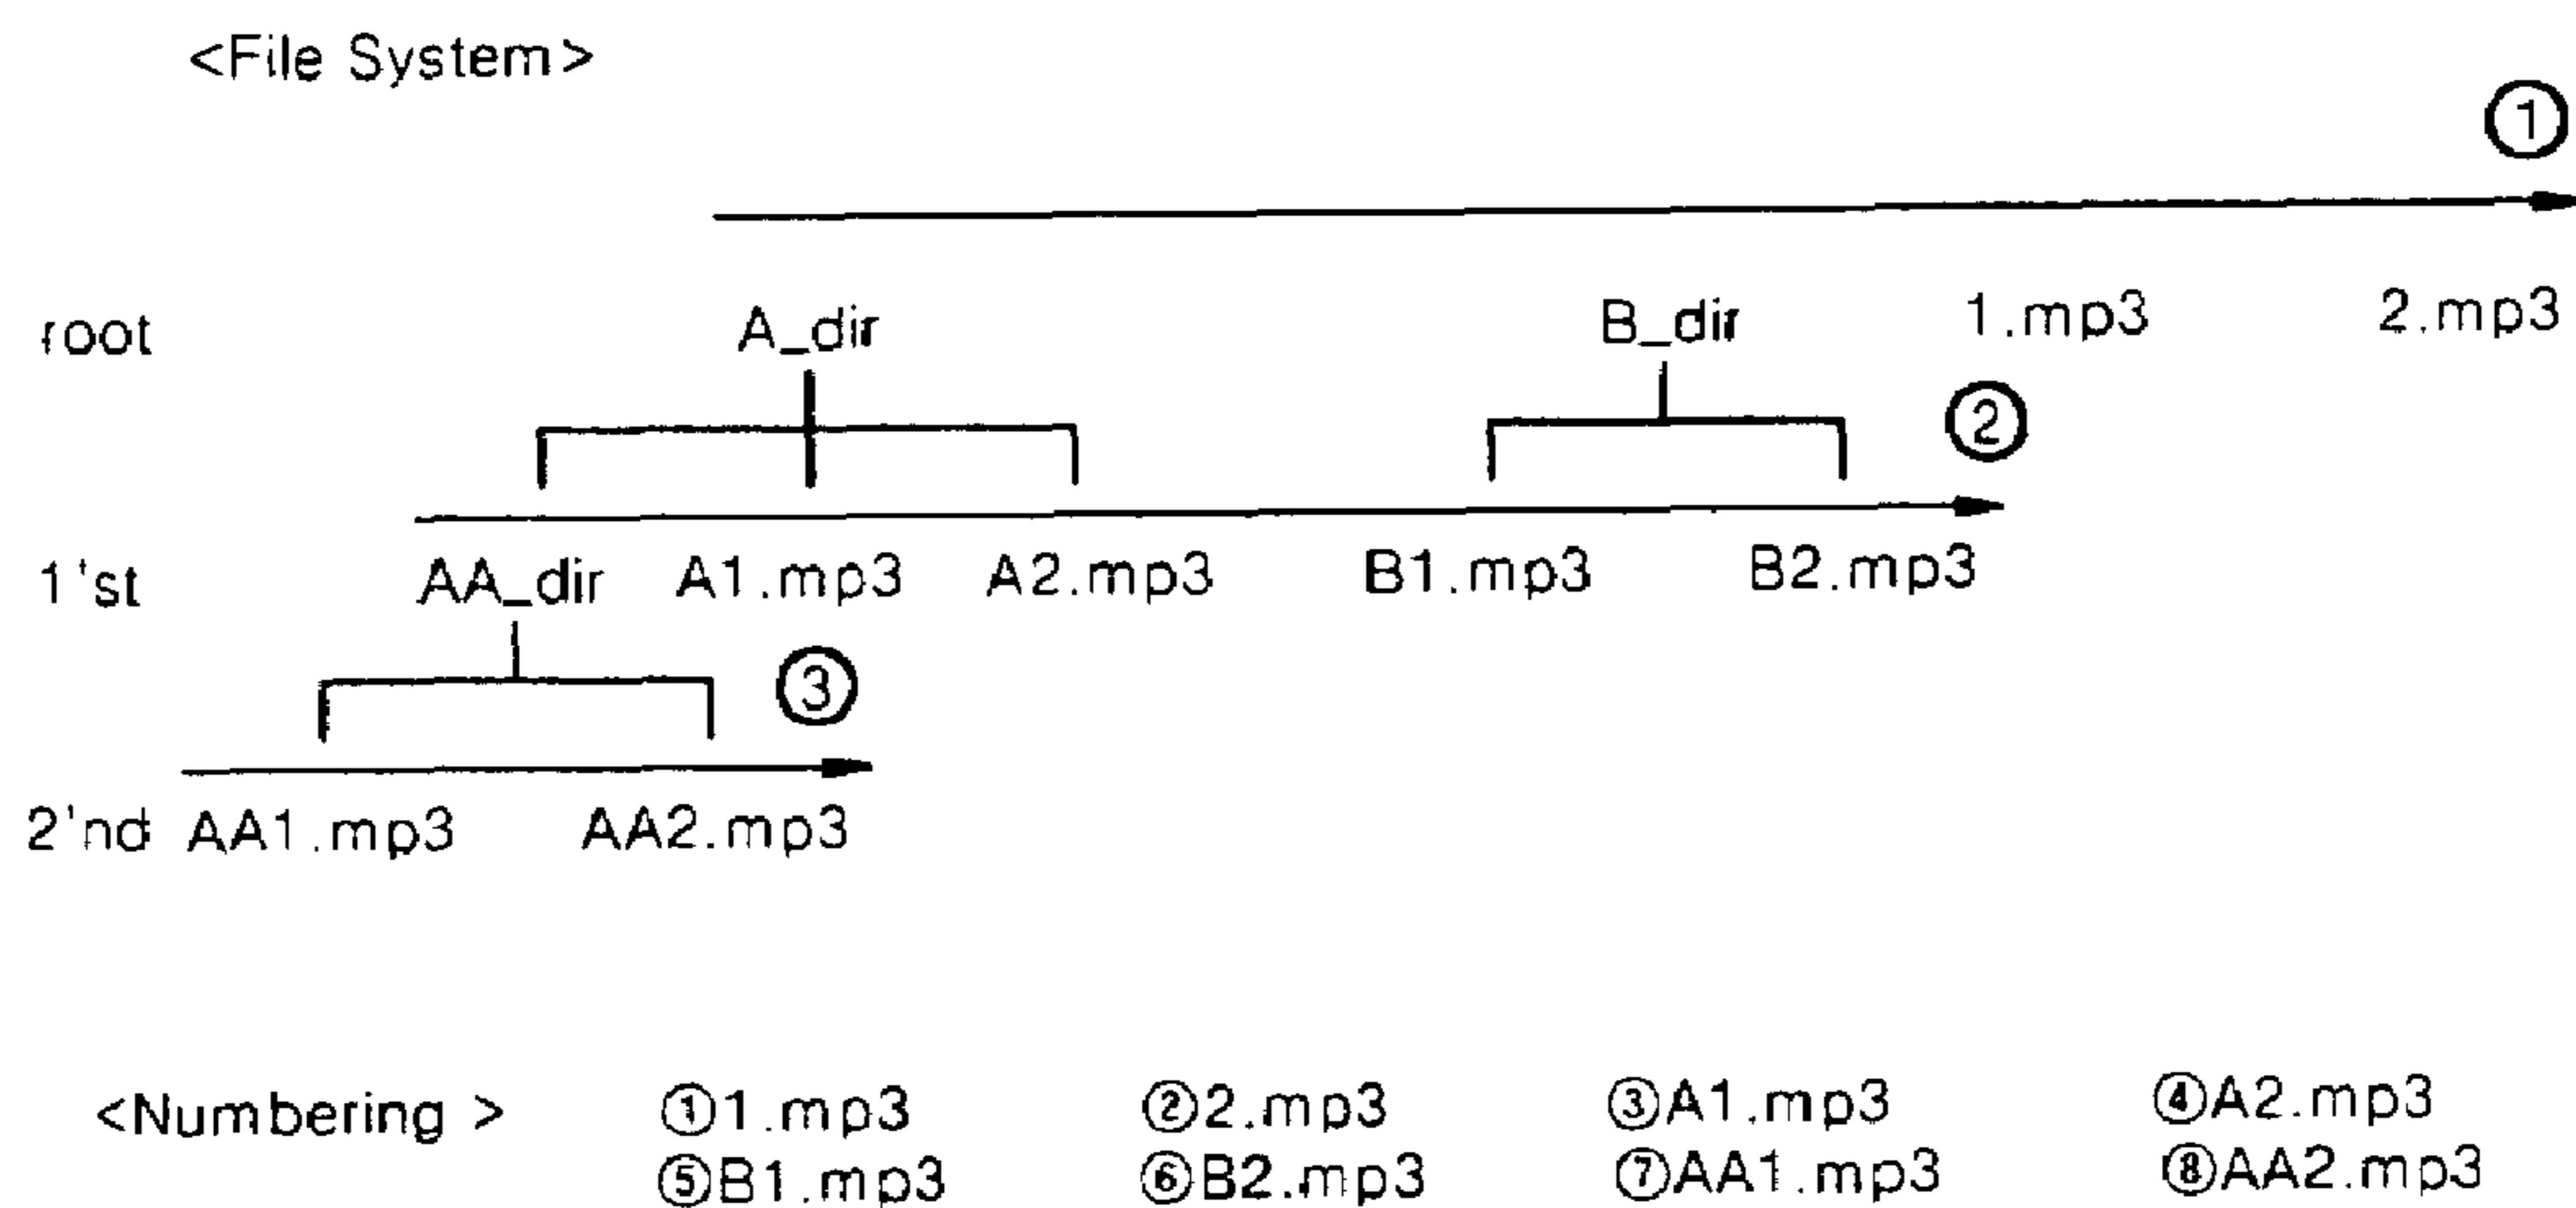 <File System>
①
root A_dir B_dir 1.mp3 2.mp3
②
1'st AA_dir A1.mp3 A2.mp3 B1.mp3 B2.mp3
③
2'nd AA1.mp3 AA2.mp3
<Numbering > ①1.mp3 ②2.mp3 ③A1.mp3 ④A2.mp3
⑤B1.mp3 ⑥B2.mp3 ⑦AA1.mp3 ⑧AA2.mp3